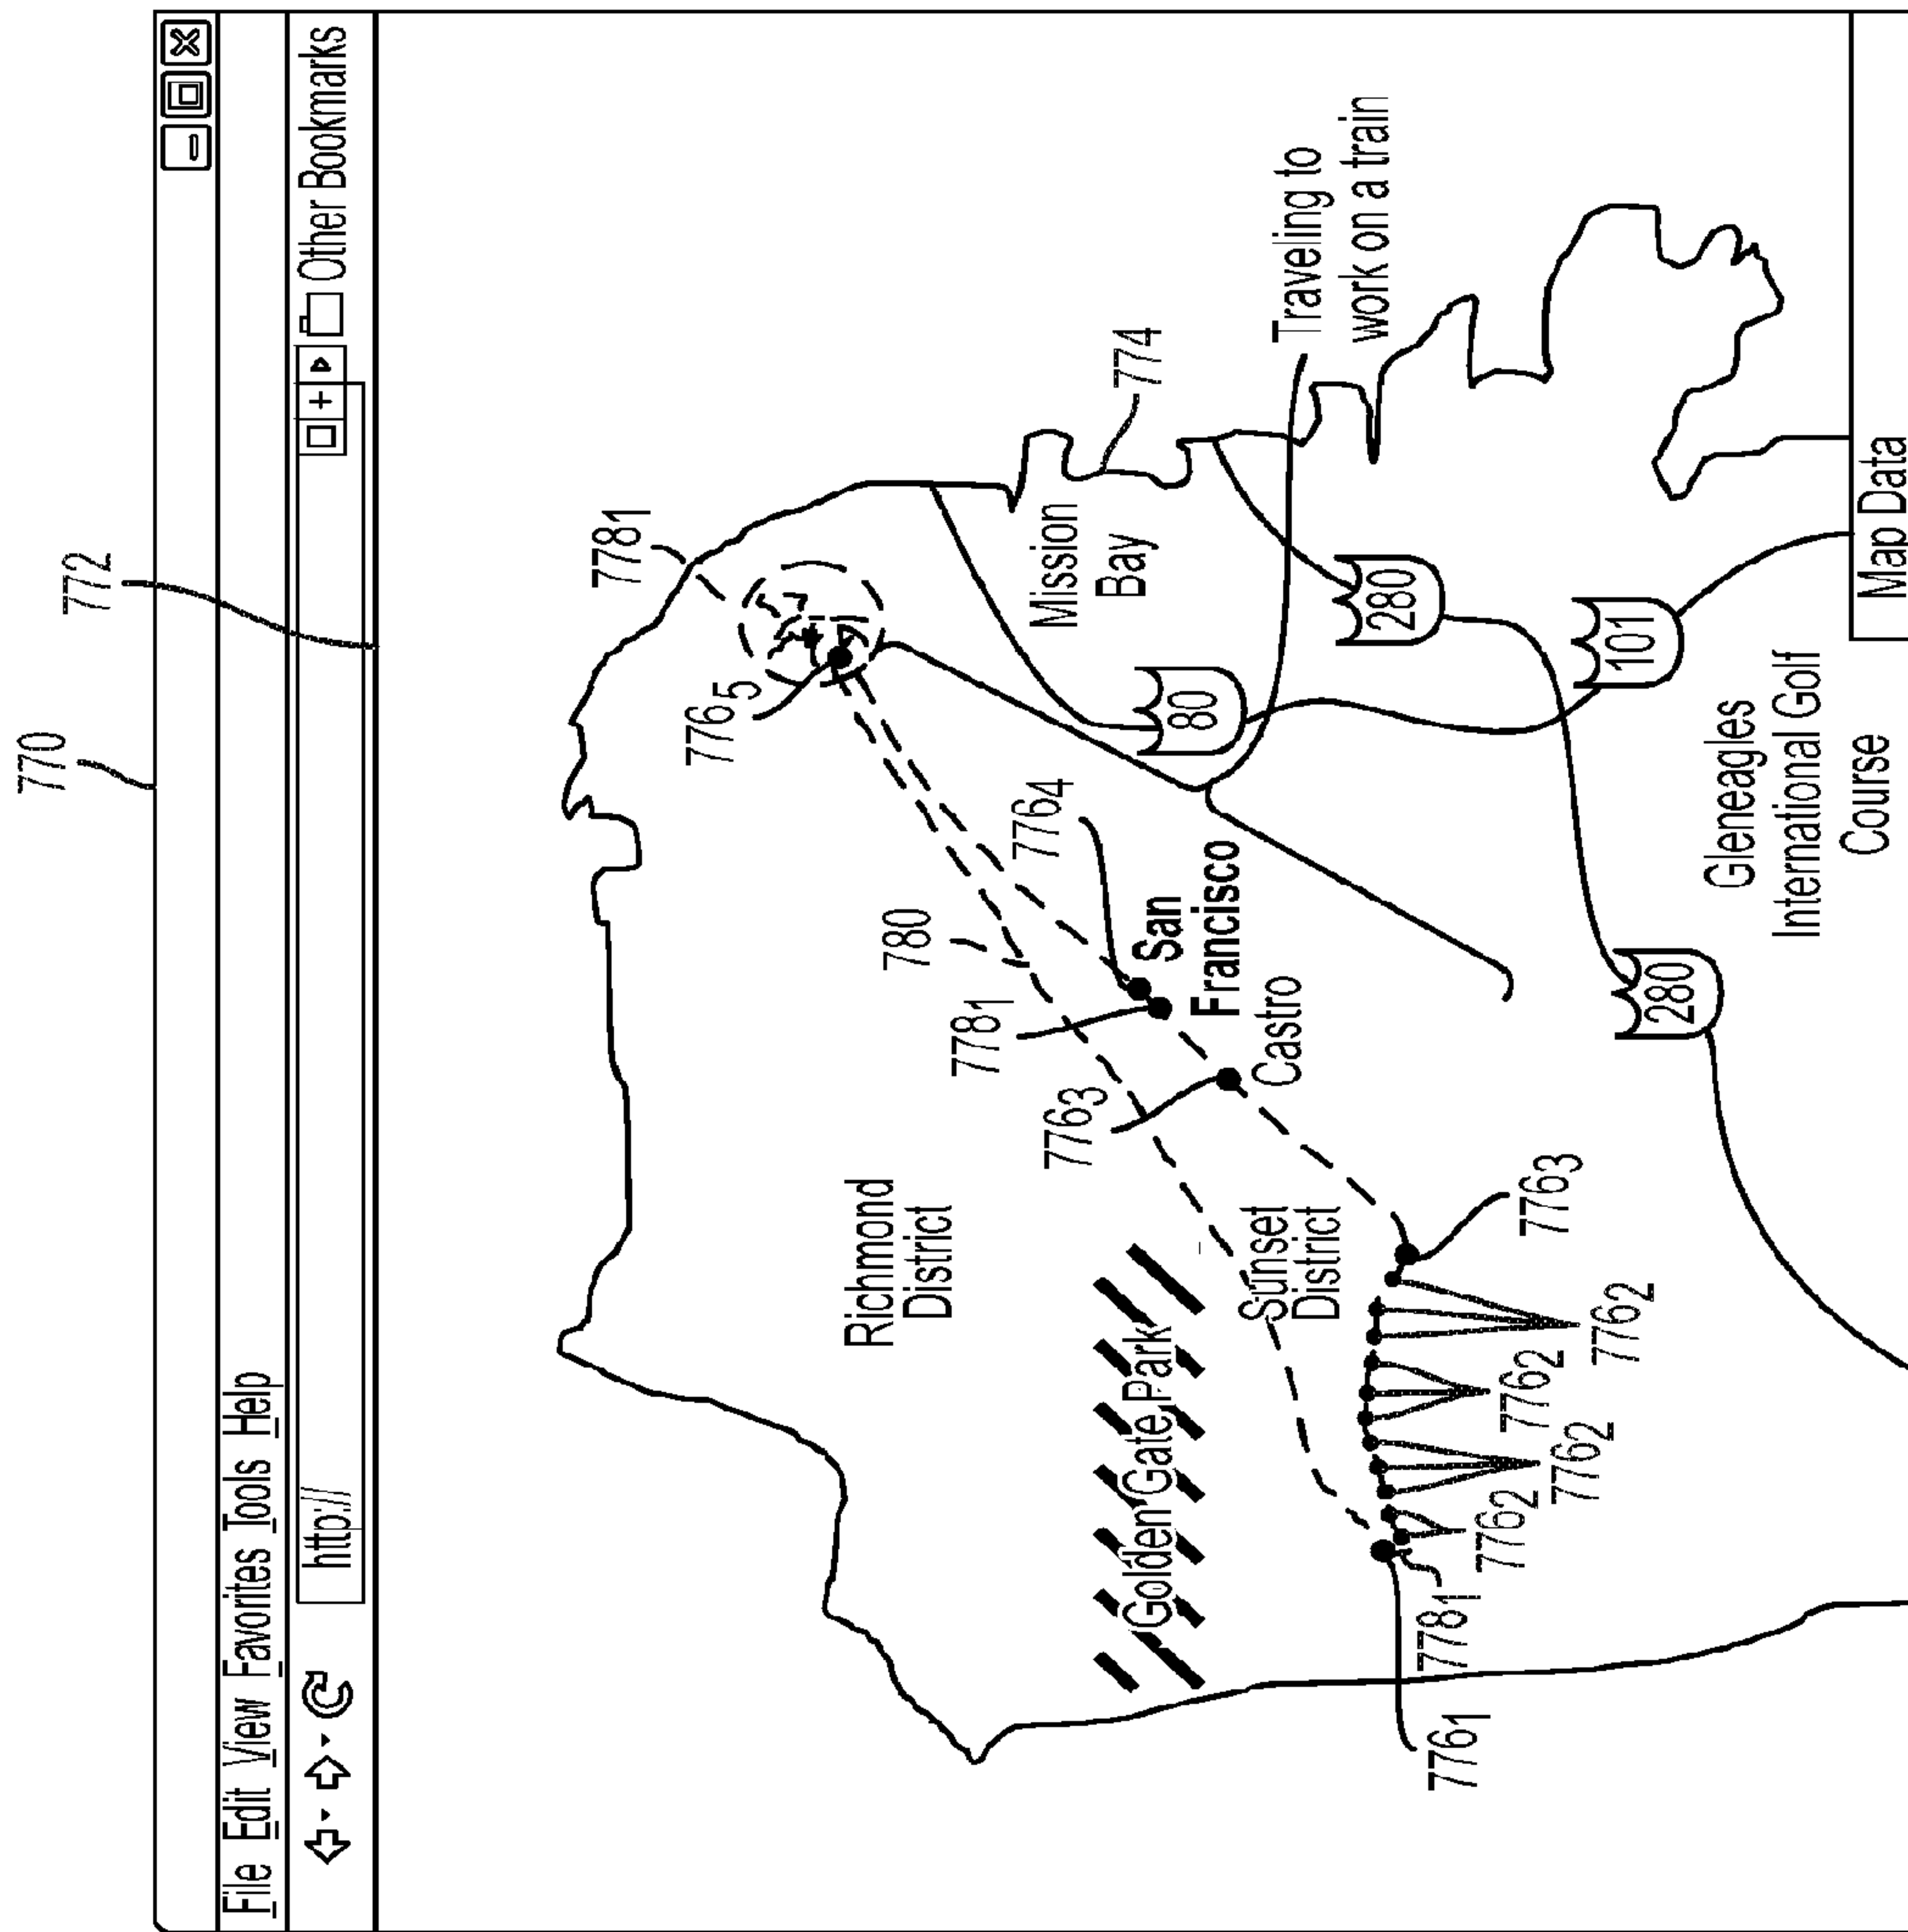 770
772
File Edit View Favorites Tools Help
http://
Other Bookmarks
778₁
776₅
780
776₄
774
Richmond
District
778₁
Mission
Bay
776₃
San
Francisco
80
Golden Gate Park
Castro
Traveling to
work on a train
Sunset
District
280
776₁
778₁
776₂
776₂
776₂
776₂
776₃
101
280
Gleneagles
International Golf
Course
Map Data